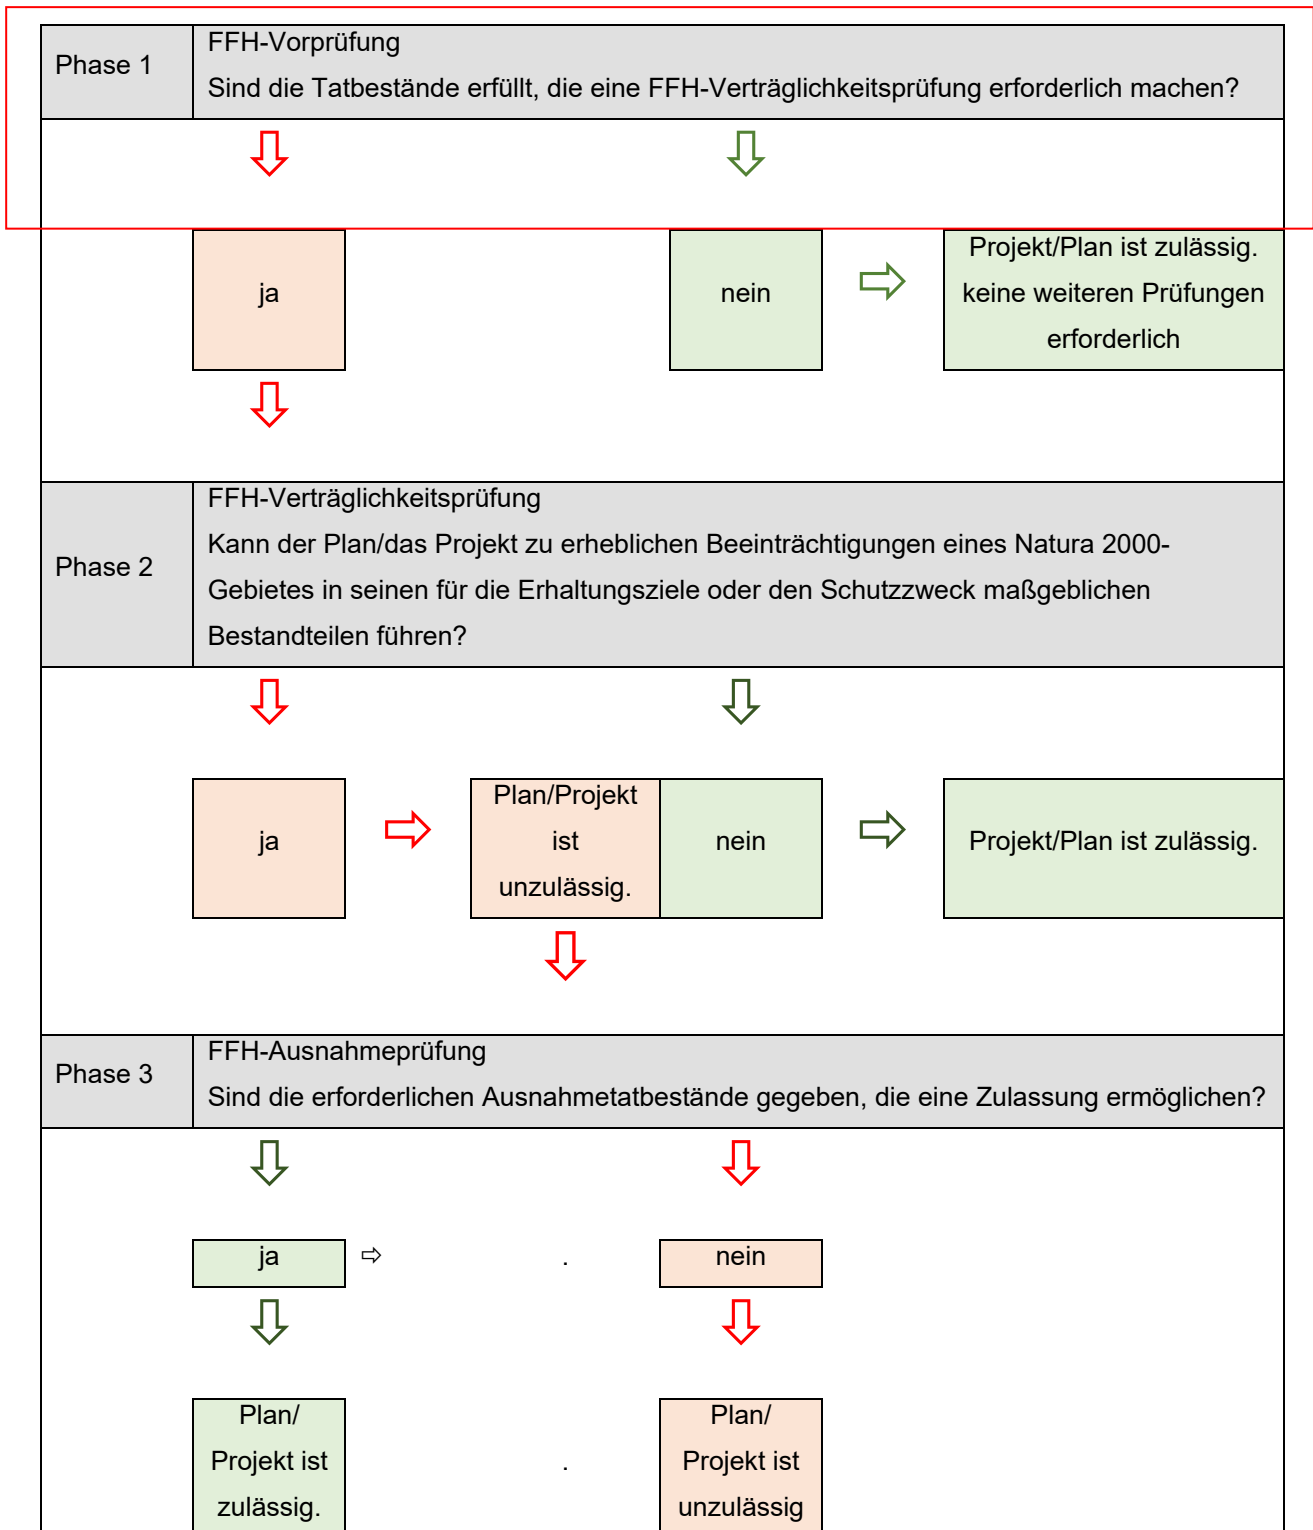 Phase 1
FFH-Vorprüfung
Sind die Tatbestände erfüllt, die eine FFH-Verträglichkeitsprüfung erforderlich machen?
ja
nein
Projekt/Plan ist zulässig.
keine weiteren Prüfungen
erforderlich
Phase 2
FFH-Verträglichkeitsprüfung
Kann der Plan/das Projekt zu erheblichen Beeinträchtigungen eines Natura 2000-
Gebietes in seinen für die Erhaltungsziele oder den Schutzzweck maßgeblichen
Bestandteilen führen?
ja
Plan/Projekt
ist
unzulässig.
nein
Projekt/Plan ist zulässig.
Phase 3
FFH-Ausnahmeprüfung
Sind die erforderlichen Ausnahmetatbestände gegeben, die eine Zulassung ermöglichen?
ja
.
nein
Plan/
Projekt ist
zulässig.
.
Plan/
Projekt ist
unzulässig